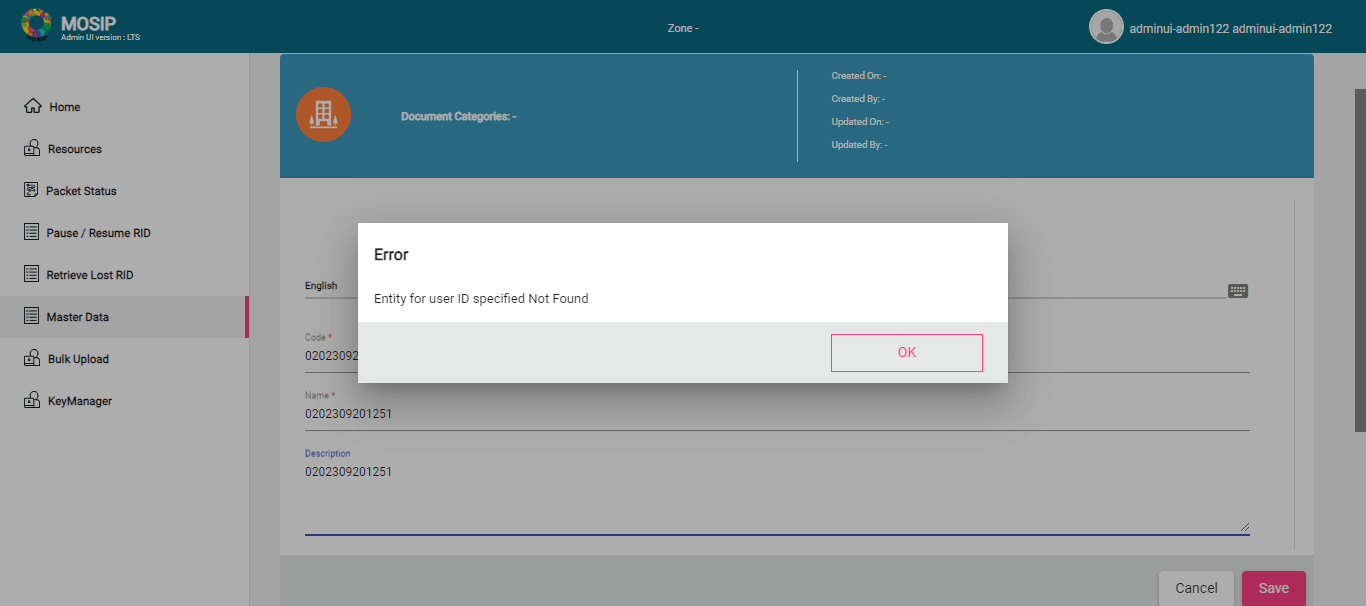 MOSIP
Admin UI version : LTS
Zone -
adminui-admin122 adminui-admin122
Home
Resources
Packet Status
Pause / Resume RID
Retrieve Lost RID
Master Data
Bulk Upload
KeyManager
Document Categories: -
Created On: -
Created By: -
Updated On: -
Updated By: -
Error
Entity for user ID specified Not Found
OK
English
Code *
02023092
Name *
0202309201251
Description
0202309201251
Cancel
Save